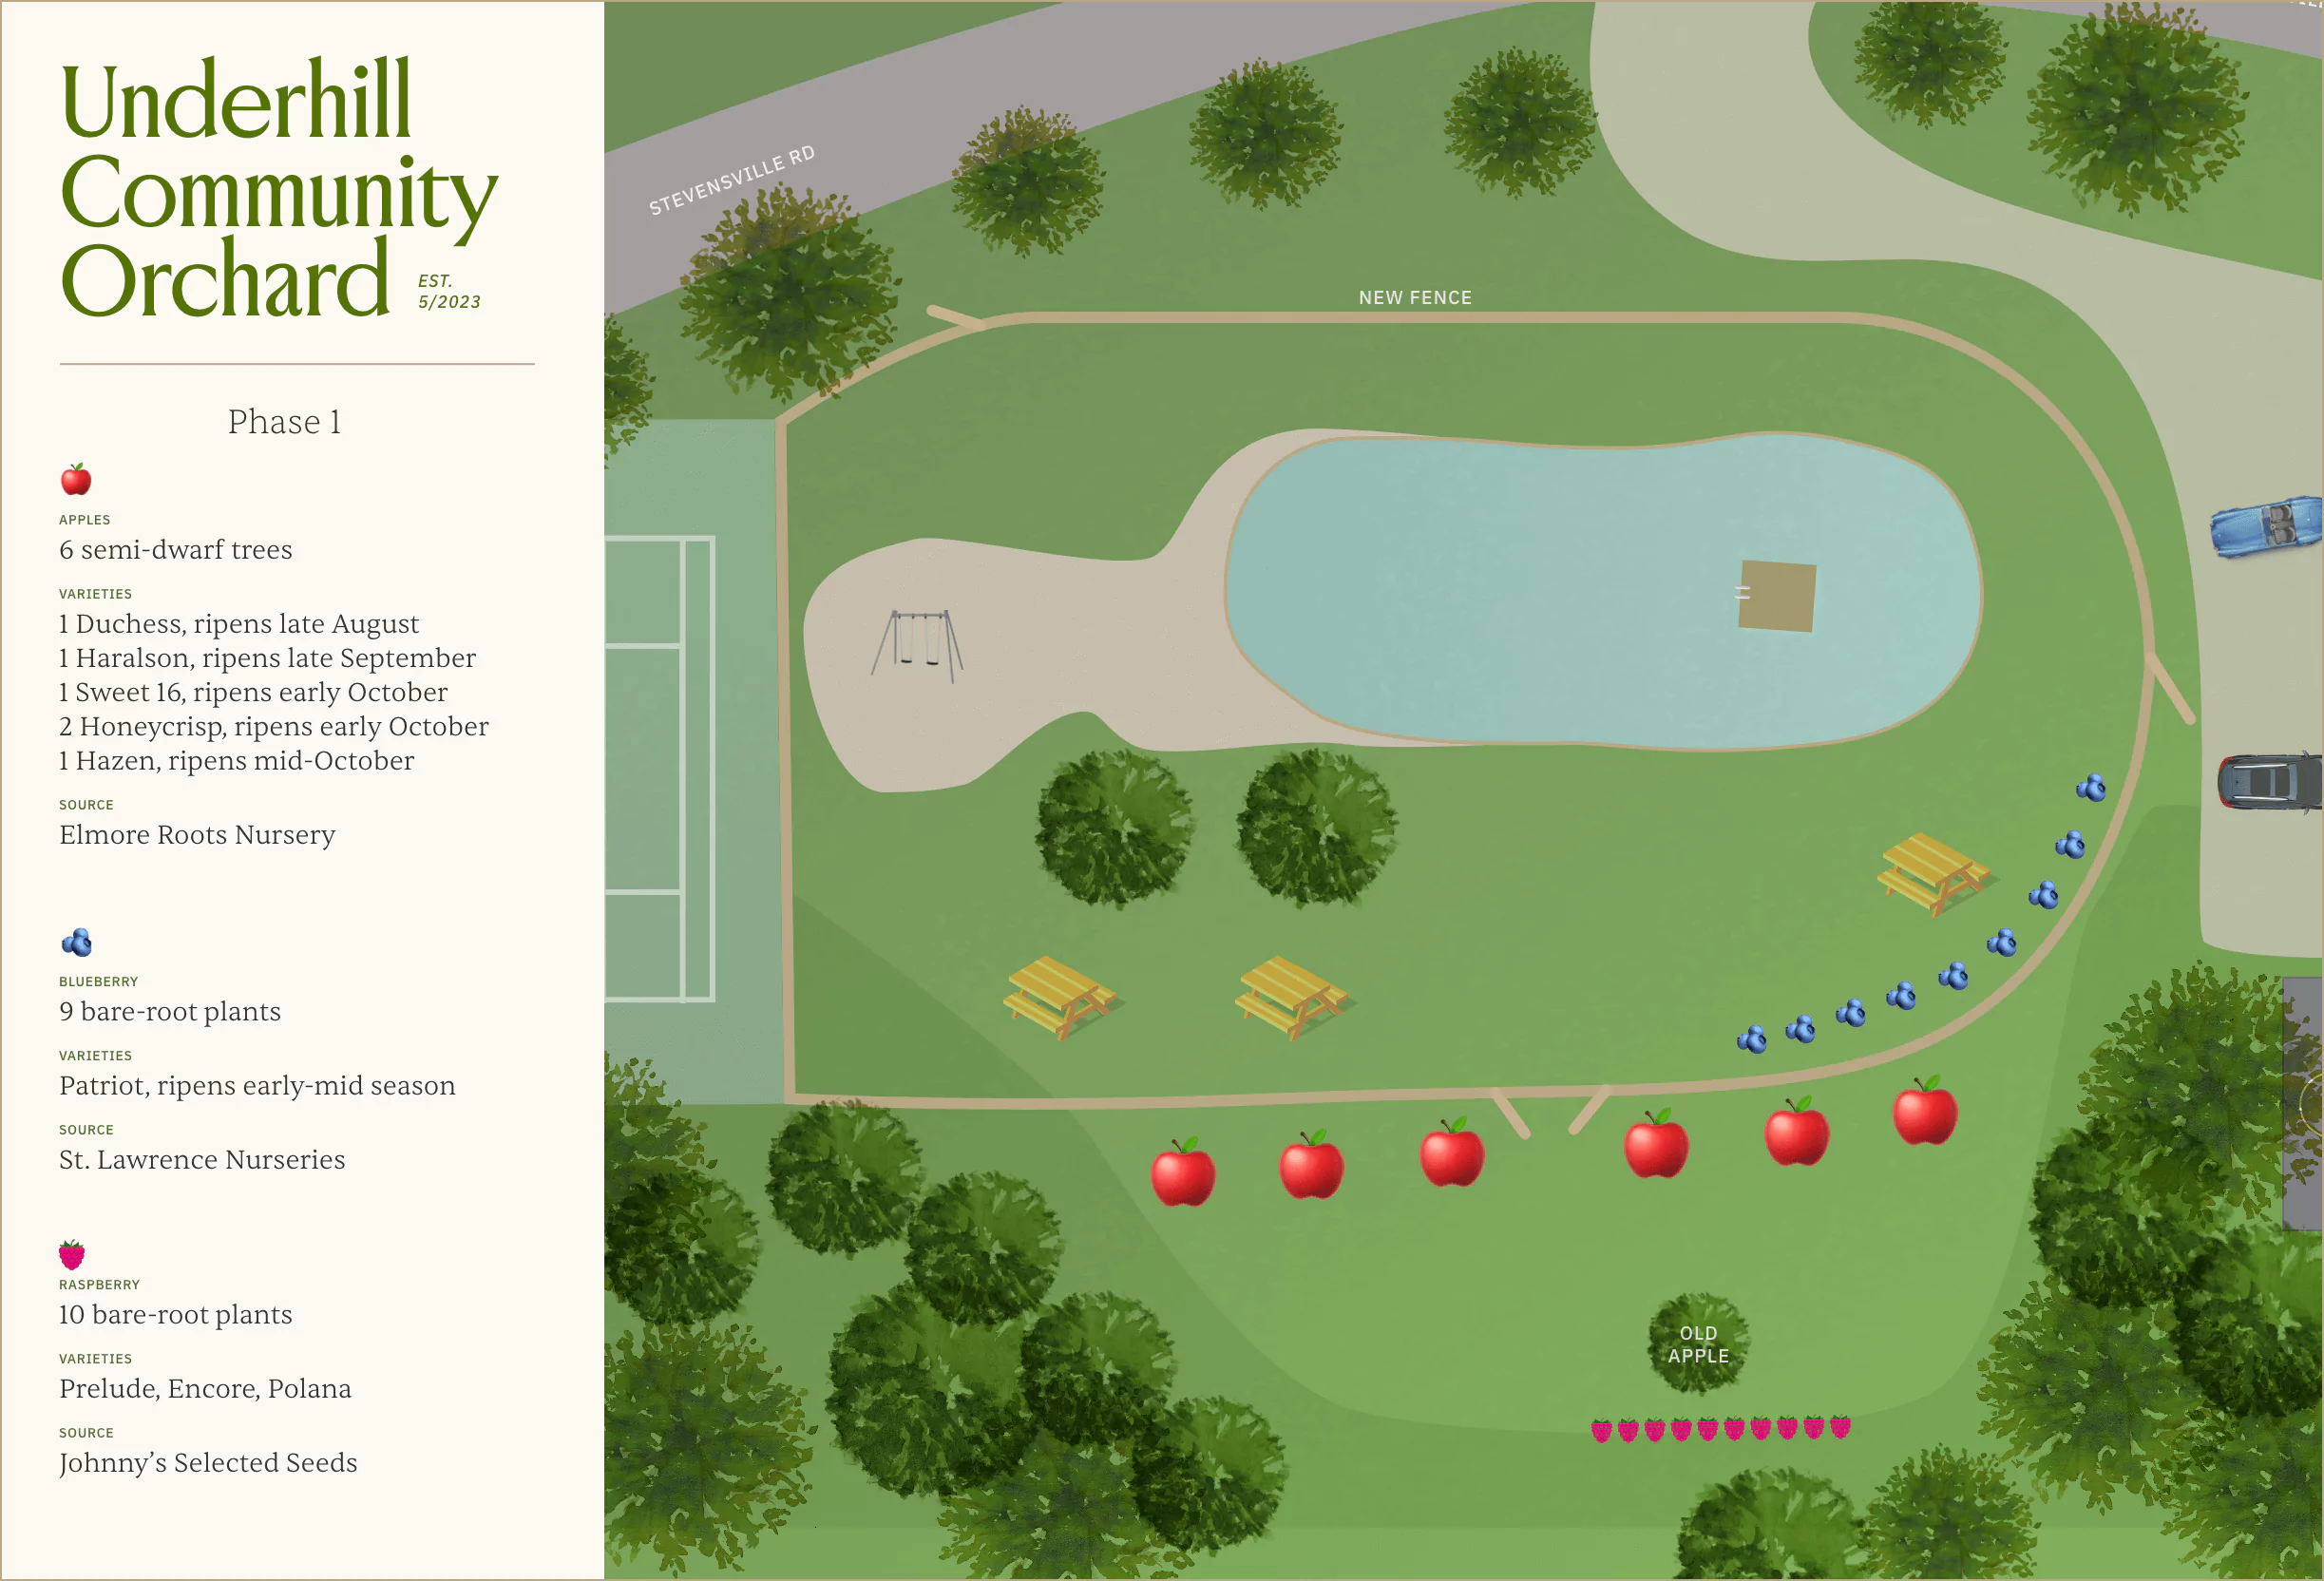 Underhill
Community
Orchard
EST.
5/2023
Phase 1
APPLES
6 semi-dwarf trees
VARIETIES
1 Duchess, ripens late August
1 Haralson, ripens late September
1 Sweet 16, ripens early October
2 Honeycrisp, ripens early October
1 Hazen, ripens mid-October
SOURCE
Elmore Roots Nursery
BLUEBERRY
9 bare-root plants
VARIETIES
Patriot, ripens early-mid season
SOURCE
St. Lawrence Nurseries
RASPBERRY
10 bare-root plants
VARIETIES
Prelude, Encore, Polana
SOURCE
Johnny’s Selected Seeds
STEVENSVILLE RD
NEW FENCE
OLD
APPLE